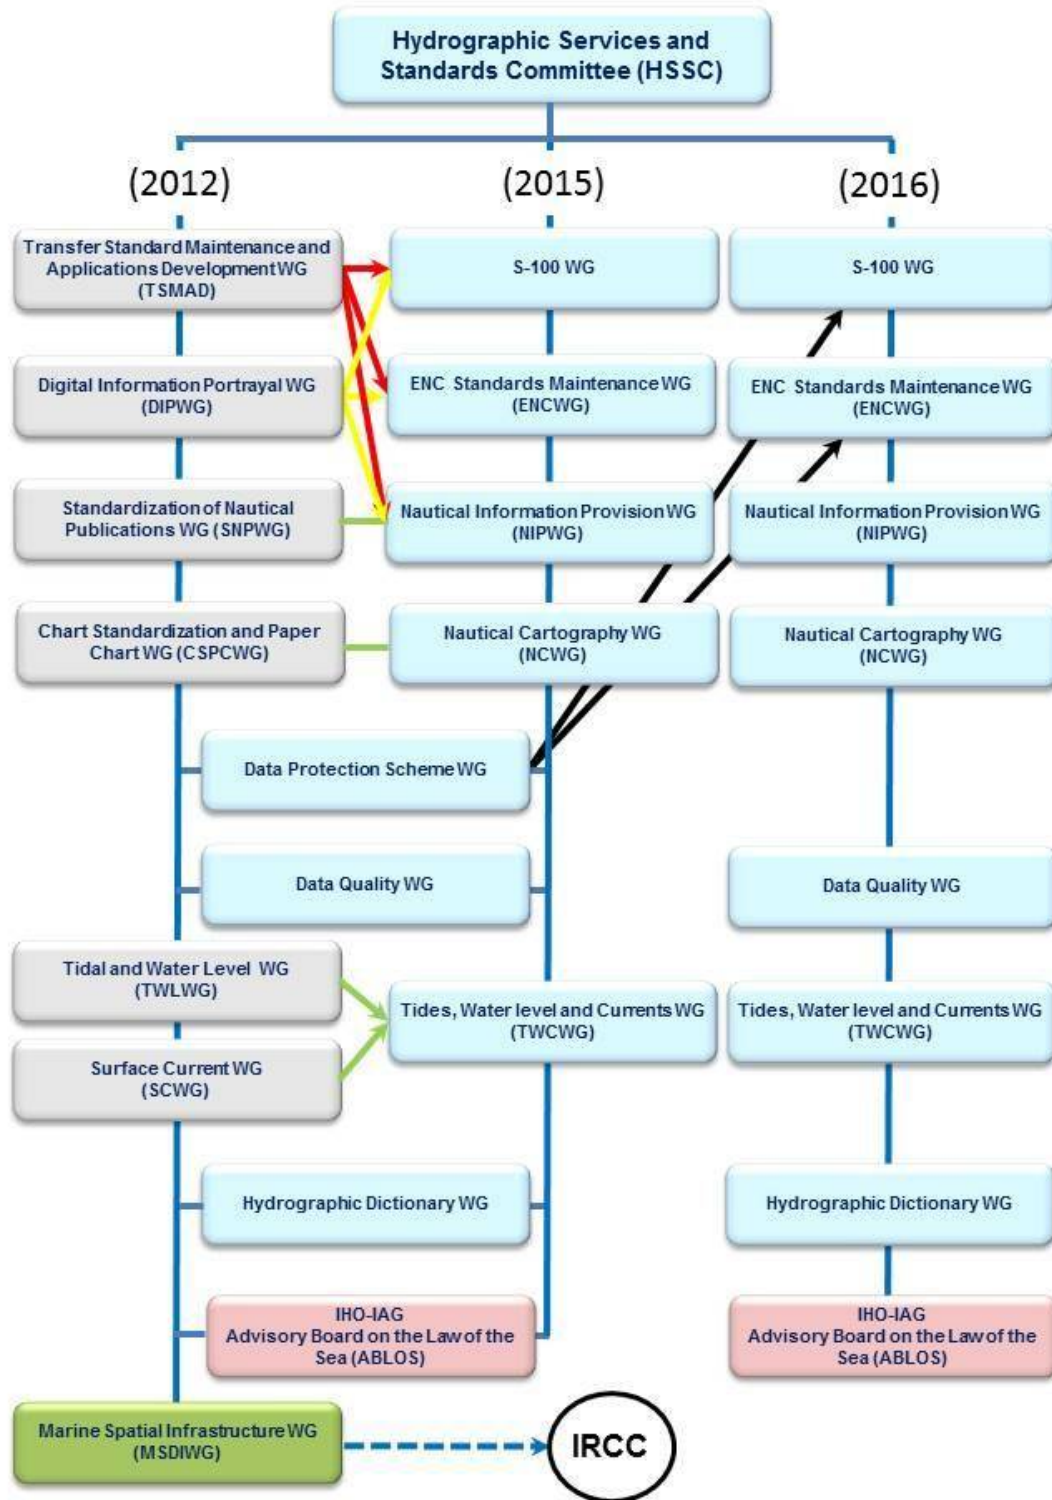 Hydrographic Services and
Standards Committee (HSSC)
(2012)
(2015)
(2016)
Transfer Standard Maintenance and
Applications Development WG
(TSMAD)
S-100 WG
S-100 WG
Digital Information Portrayal WG
(DIPWG)
ENC Standards Maintenance WG
(ENCWG)
ENC Standards Maintenance WG
(ENCWG)
Standardization of Nautical
Publications WG (SNPWG)
Nautical Information Provision WG
(NIPWG)
Nautical Information Provision WG
(NIPWG)
Chart Standardization and Paper
Chart WG (CSPCWG)
Nautical Cartography WG
(NCWG)
Nautical Cartography WG
(NCWG)
Data Protection Scheme WG
Data Quality WG
Data Quality WG
Tidal and Water Level WG
(TWLWG)
Tides, Water level and Currents WG
(TWCWG)
Tides, Water level and Currents WG
(TWCWG)
Surface Current WG
(SCWG)
Hydrographic Dictionary WG
Hydrographic Dictionary WG
IHO-IAG
Advisory Board on the Law of the
Sea (ABLOS)
IHO-IAG
Advisory Board on the Law of the
Sea (ABLOS)
Marine Spatial Infrastructure WG
(MSDIWG)
IRCC